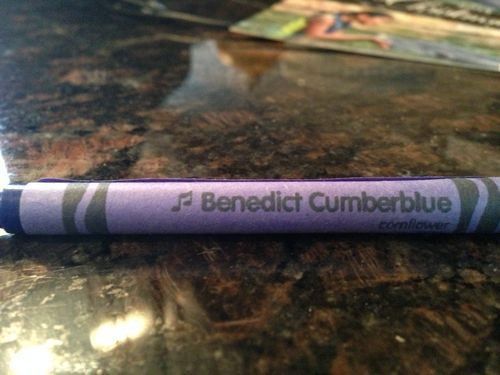 ♫ Benedict Cumberblue
cornflower